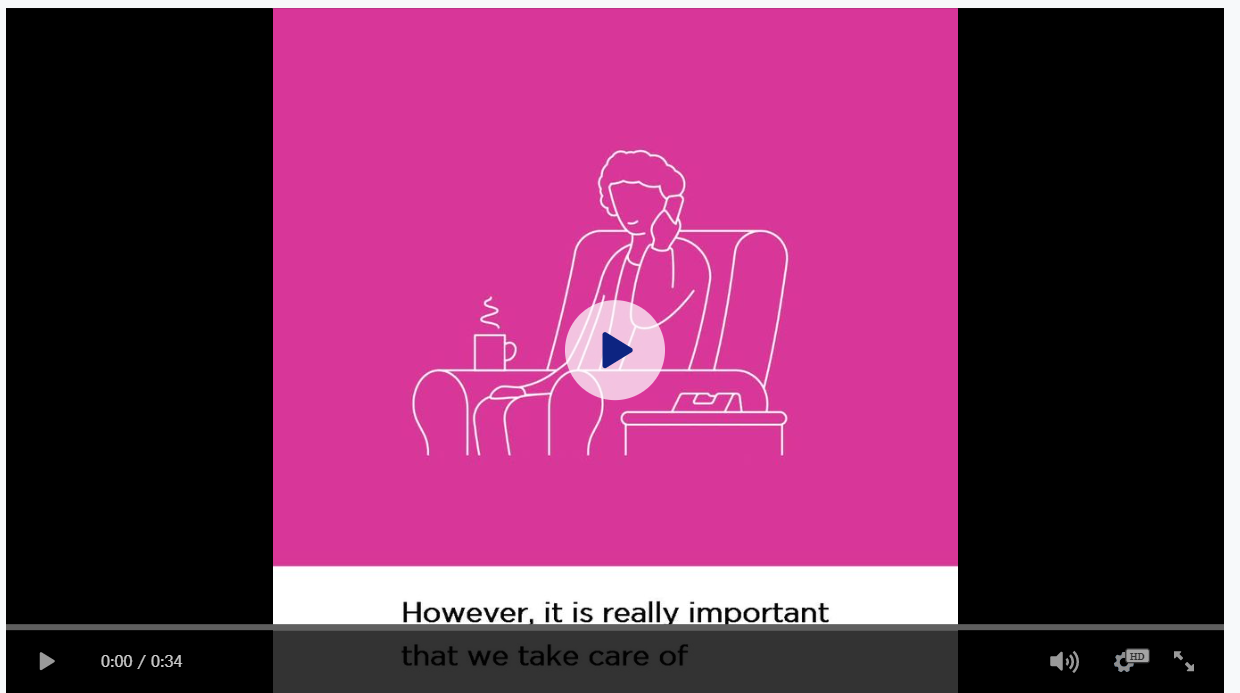 However, it is really important
that we take care of
0:00 / 0:34
HD